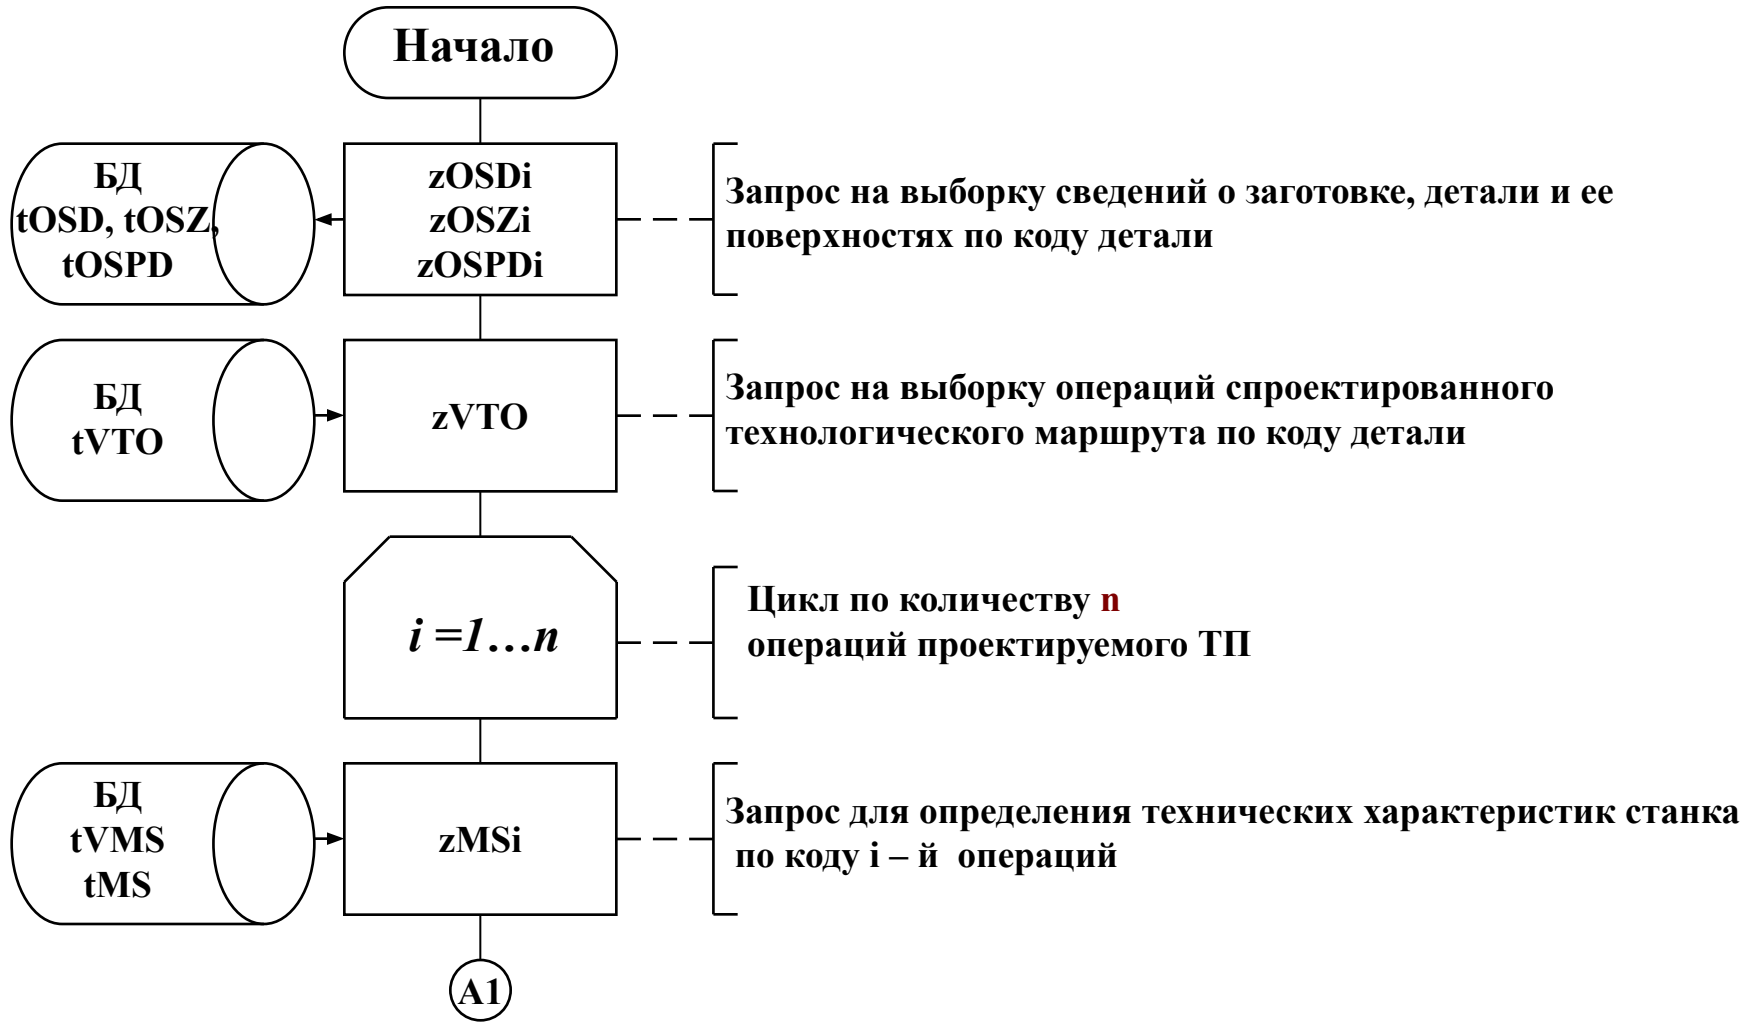 Начало
БД
tOSD, tOSZ,
tOSPD
zOSDi
zOSZi
zOSPDi
Запрос на выборку сведений о заготовке, детали и ее
поверхностях по коду детали
БД
tVTO
zVTO
Запрос на выборку операций спроектированного
технологического маршрута по коду детали
i =1…n
Цикл по количеству n
операций проектируемого ТП
БД
tVMS
tMS
zMSi
Запрос для определения технических характеристик станка
по коду i – й операций
А1